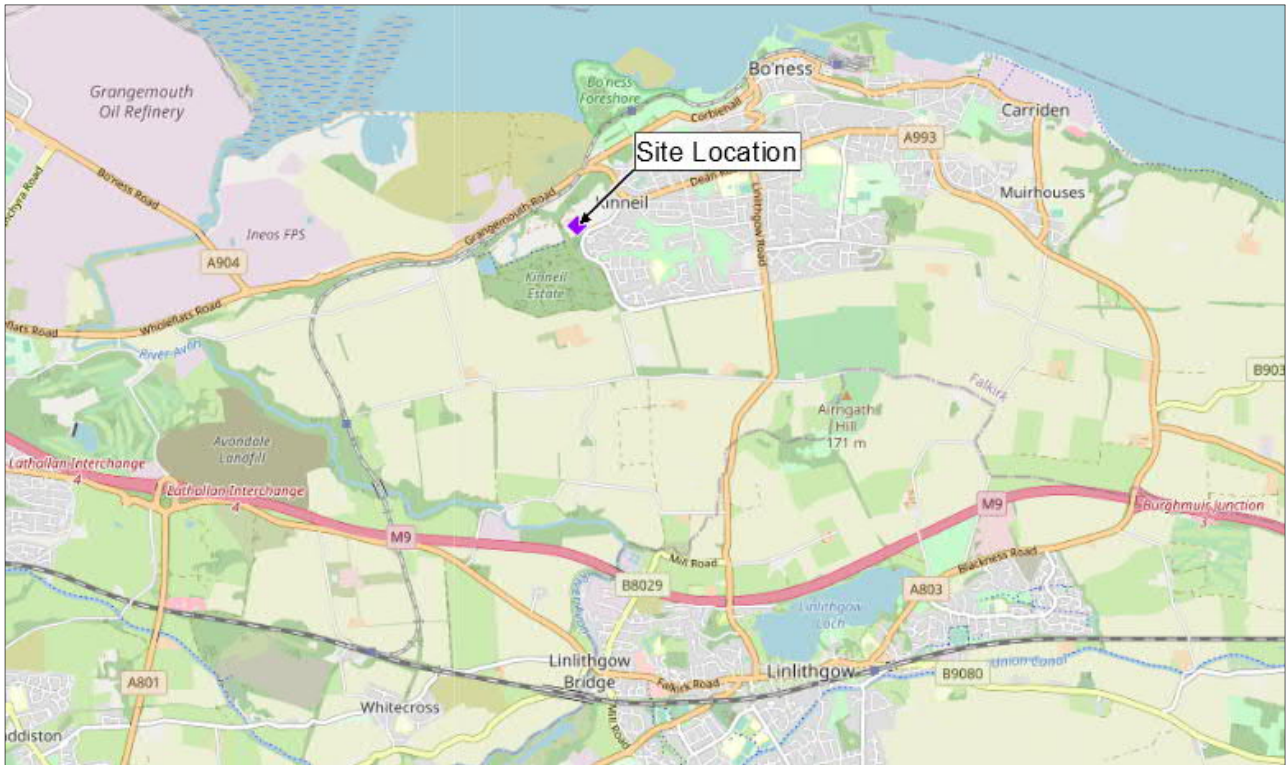 Grangemouth
Oil Refinery
Bo'ness
Foreshore
Bo'ness
Corbiehall
Carriden
A993
Site Location
Dean
Kinneil
Linlithgow Road
Muirhouses
Bo'ness Road
Grangemouth Road
Ineos FPS
A904
Kinneil
Estate
Wholeflats Road
River Avon
Falkirk
B903
Airngath
Hill
171 m
Avondale
Landfill
Lathallan Interchange
4
Lathallan Interchange
4
M9
M9
Burghmuir Junction
3
Mill Road
B8029
Blackness Road
A803
Linlithgow
Loch
Linlithgow
Bridge
Linlithgow
Falkirk Road
Union Canal
B9080
A801
Whitecross
Mill Road
ddiston